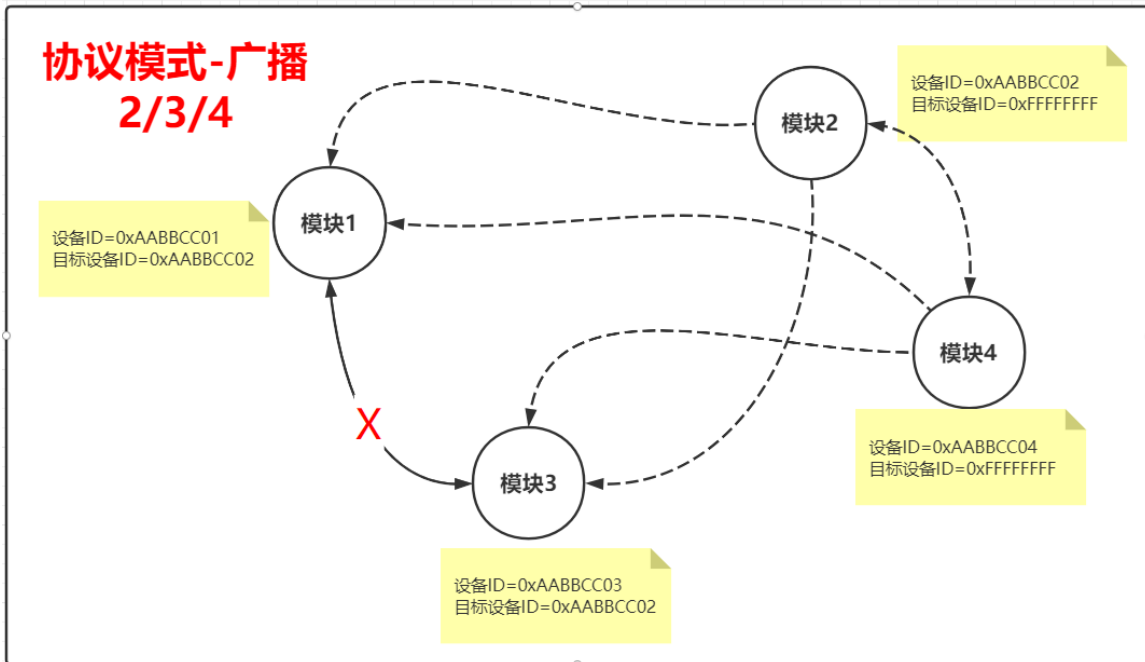 协议模式-广播
2/3/4
设备ID=0xAABBCC02
目标设备ID=0xFFFFFFFF
模块2
模块1
设备ID=0xAABBCC01
目标设备ID=0xAABBCC02
模块4
X
设备ID=0xAABBCC04
目标设备ID=0xFFFFFFFF
模块3
设备ID=0xAABBCC03
目标设备ID=0xAABBCC02